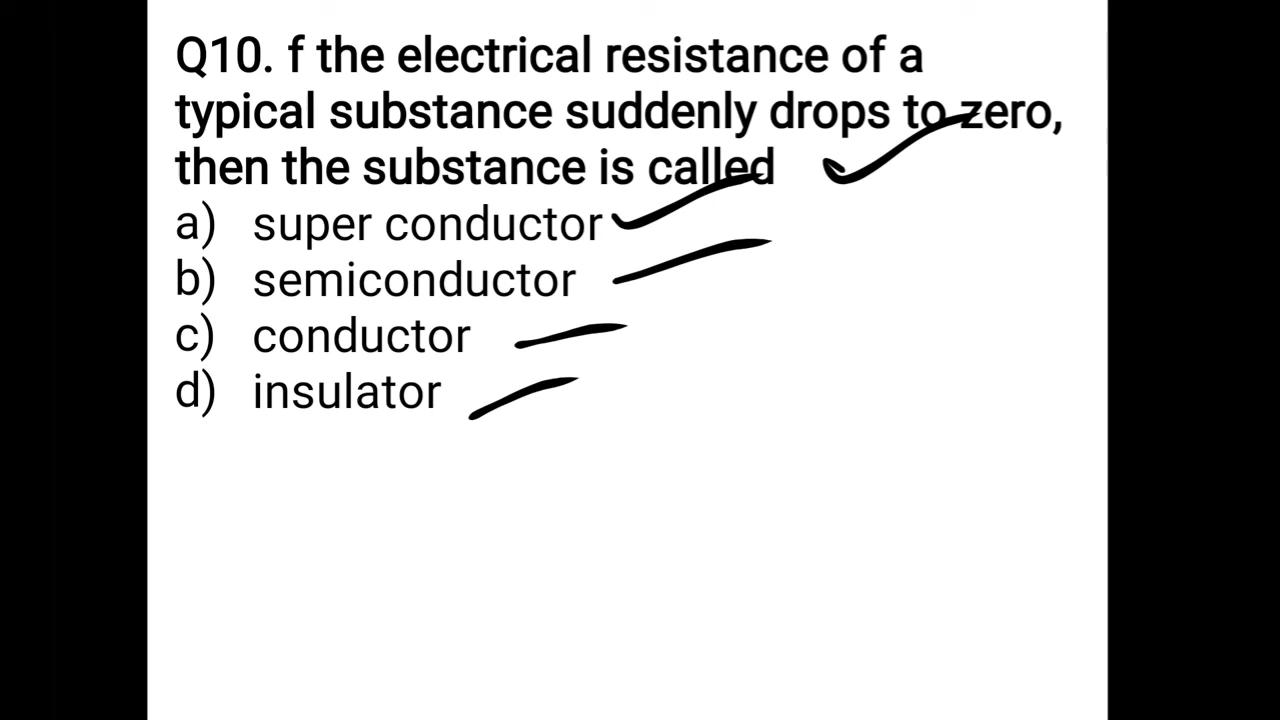 Q10. f the electrical resistance of a
typical substance suddenly drops to zero,
then the substance is called
a) super conductor
b) semiconductor
c) conductor
d) insulator